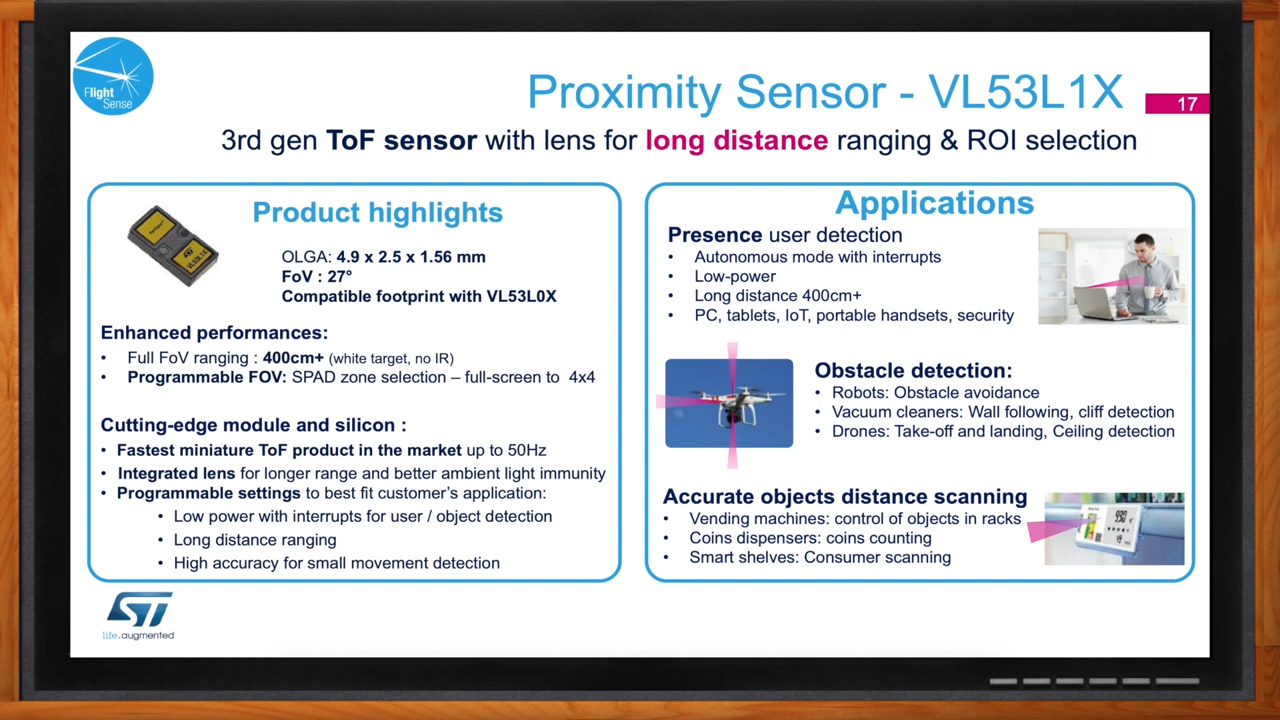 Flight
Sense
Proximity Sensor - VL53L1X
17
3rd gen ToF sensor with lens for long distance ranging & ROI selection
Product highlights
ST
VL53L1X
OLGA: 4.9 x 2.5 x 1.56 mm
FoV : 27°
Compatible footprint with VL53L0X
Enhanced performances:
• Full FoV ranging : 400cm+ (white target, no IR)
• Programmable FOV: SPAD zone selection – full-screen to 4x4
Cutting-edge module and silicon :
• Fastest miniature ToF product in the market up to 50Hz
• Integrated lens for longer range and better ambient light immunity
• Programmable settings to best fit customer's application:
• Low power with interrupts for user / object detection
• Long distance ranging
• High accuracy for small movement detection
Applications
Presence user detection
• Autonomous mode with interrupts
• Low-power
• Long distance 400cm+
• PC, tablets, IoT, portable handsets, security
Obstacle detection:
• Robots: Obstacle avoidance
• Vacuum cleaners: Wall following, cliff detection
• Drones: Take-off and landing, Ceiling detection
Accurate objects distance scanning
• Vending machines: control of objects in racks
• Coins dispensers: coins counting
• Smart shelves: Consumer scanning
ST
life.augmented